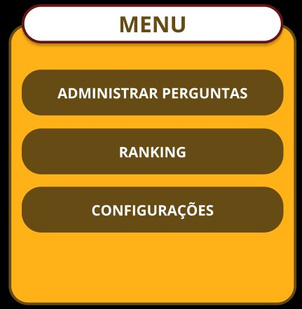 MENU
ADMINISTRAR PERGUNTAS
RANKING
CONFIGURAÇÕES